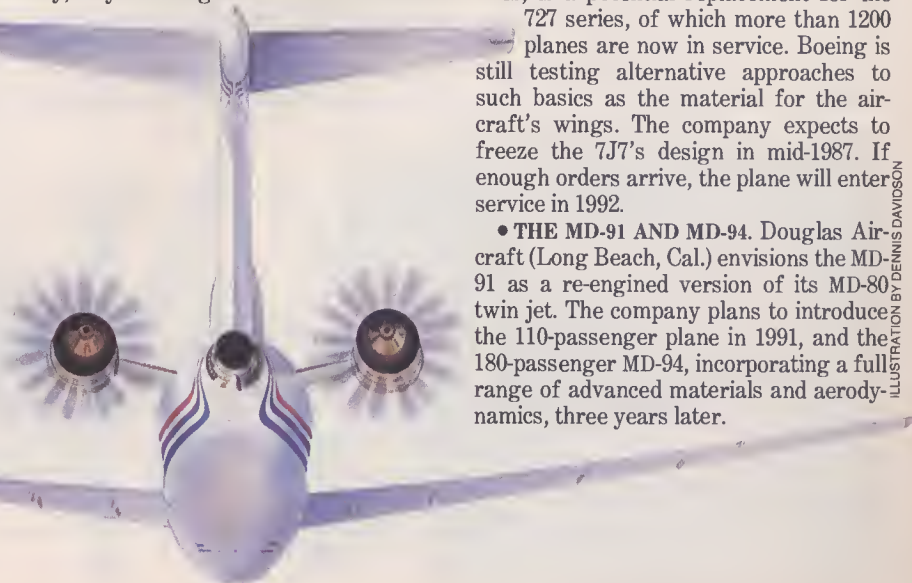 727 series, of which more than 1200
planes are now in service. Boeing is
still testing alternative approaches to
such basics as the material for the air-
craft's wings. The company expects to
freeze the 7J7's design in mid-1987. If
enough orders arrive, the plane will enter
service in 1992.
• THE MD-91 AND MD-94. Douglas Air-
craft (Long Beach, Cal.) envisions the MD-
91 as a re-engined version of its MD-80
twin jet. The company plans to introduce
the 110-passenger plane in 1991, and the
180-passenger MD-94, incorporating a full
range of advanced materials and aerody-
namics, three years later.
ILLUSTRATION BY DENNIS DAVIDSON